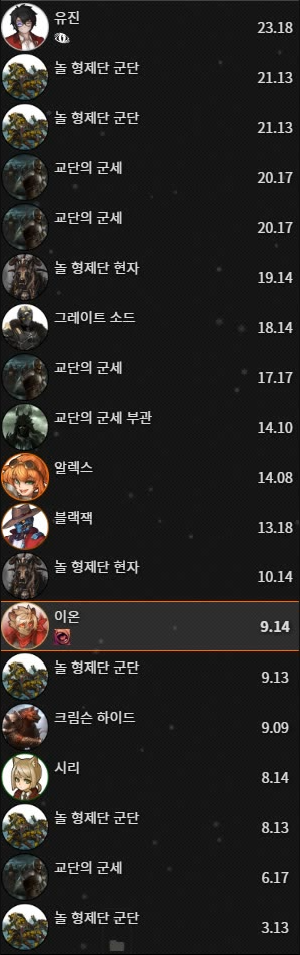 유진
23.18
놀 형제단 군단
21.13
놀 형제단 군단
21.13
교단의 군세
20.17
교단의 군세
20.17
놀 형제단 현자
19.14
그레이트 소드
18.14
교단의 군세
17.17
교단의 군세 부관
14.10
알렉스
14.08
블랙잭
13.18
놀 형제단 현자
10.14
이온
9.14
놀 형제단 군단
9.13
크림슨 하이드
9.09
시리
8.14
놀 형제단 군단
8.13
교단의 군세
6.17
놀 형제단 군단
3.13